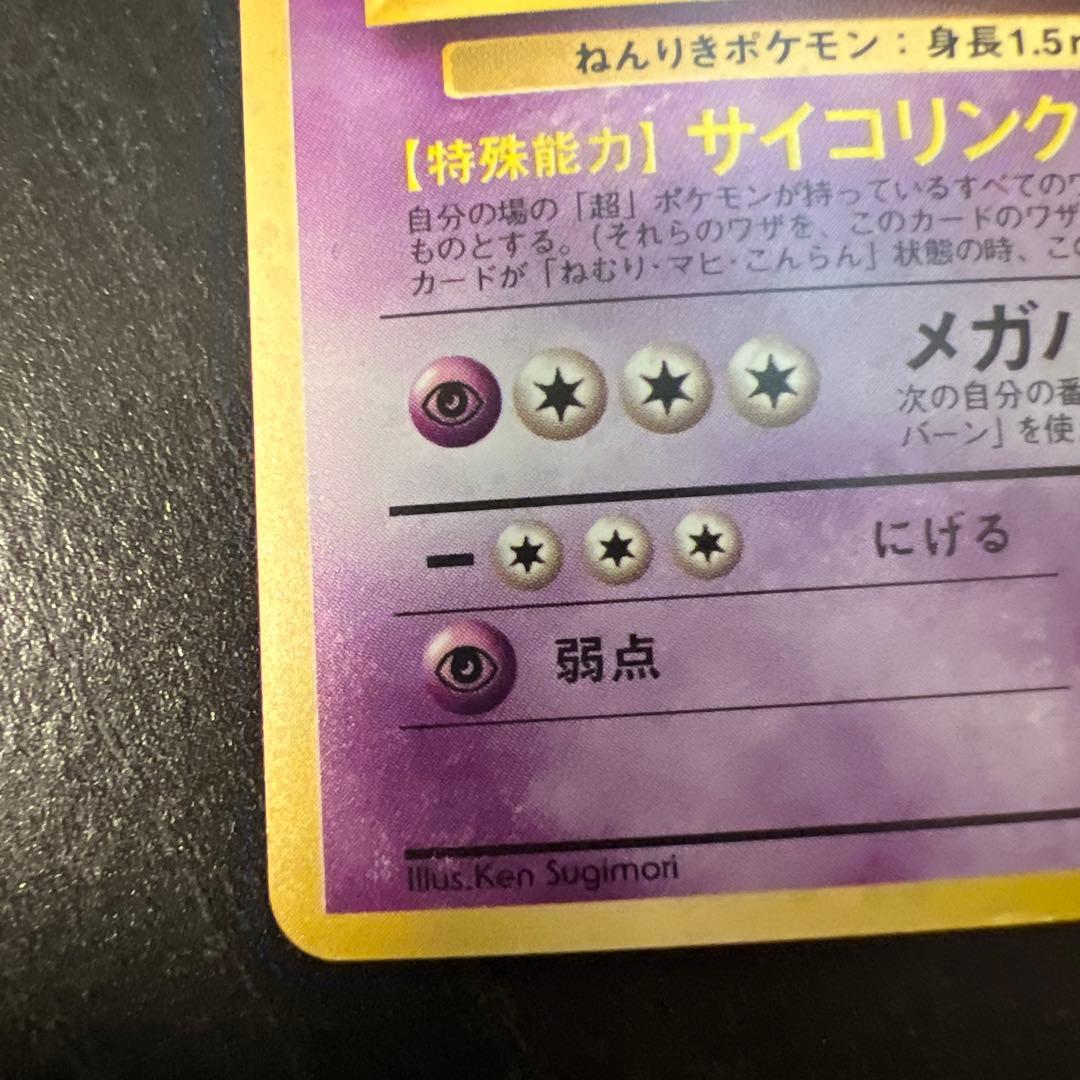 ねんりきポケモン：身長1.5m
【特殊能力】サイコリンク
自分の場の「超」ポケモンが持っているすべてのワ
ものとする。（それらのワザを、このカードのワザ
カードが「ねむり・マヒ・こんらん」状態の時、この
メガバ
次の自分の番
バーン」を使
ー にげる
弱点
Illus.Ken Sugimori